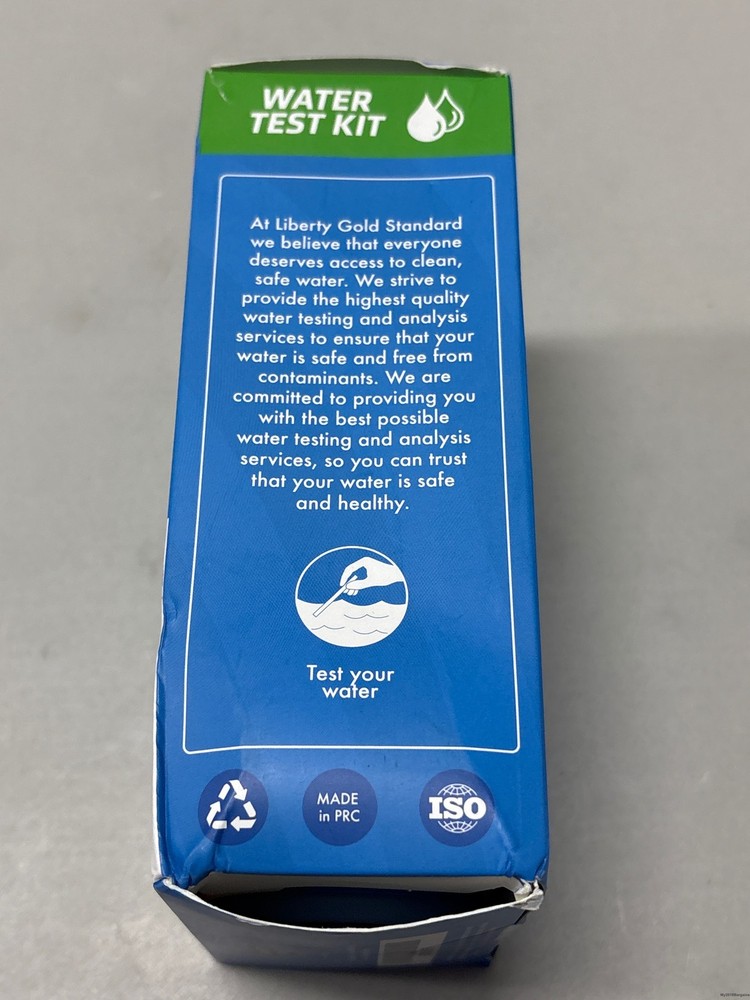 WATER
TEST KIT
At Liberty Gold Standard
we believe that everyone
deserves access to clean,
safe water. We strive to
provide the highest quality
water testing and analysis
services to ensure that your
water is safe and free from
contaminants. We are
committed to providing you
with the best possible
water testing and analysis
services, so you can trust
that your water is safe
and healthy.
Test your
water
MADE
in PRC
ISO